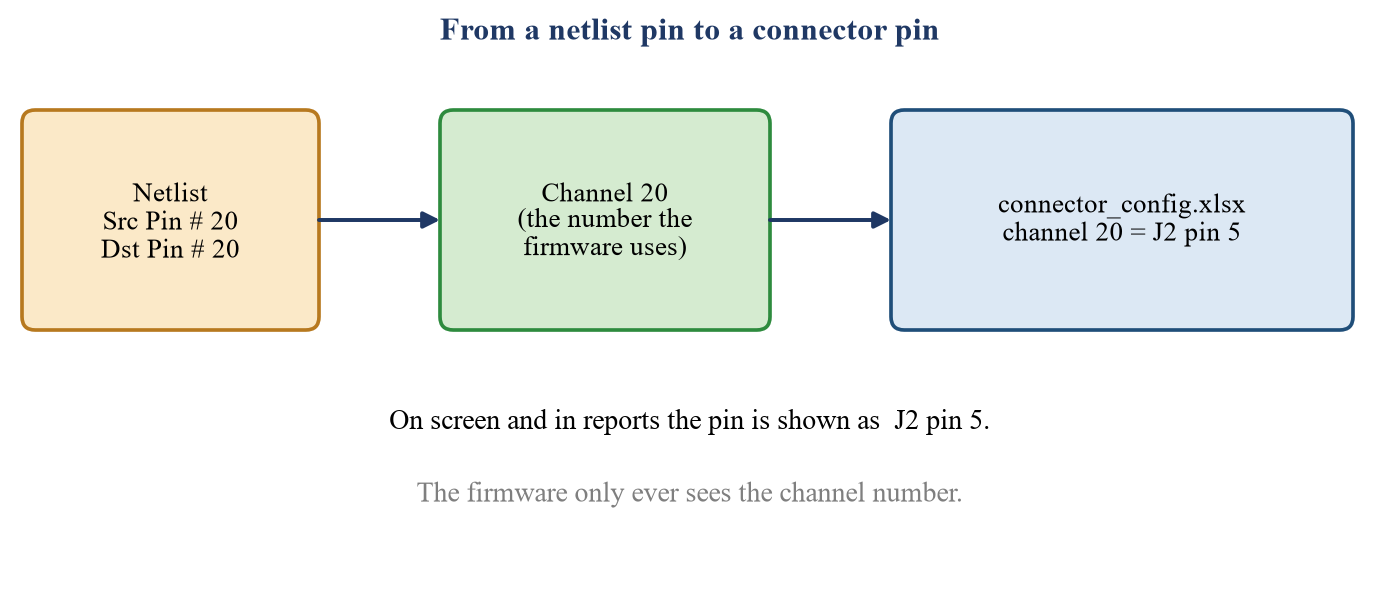 From a netlist pin to a connector pin
Netlist
Src Pin # 20
Dst Pin # 20
Channel 20
(the number the
firmware uses)
connector_config.xlsx
channel 20 = J2 pin 5
On screen and in reports the pin is shown as  J2 pin 5.
The firmware only ever sees the channel number.